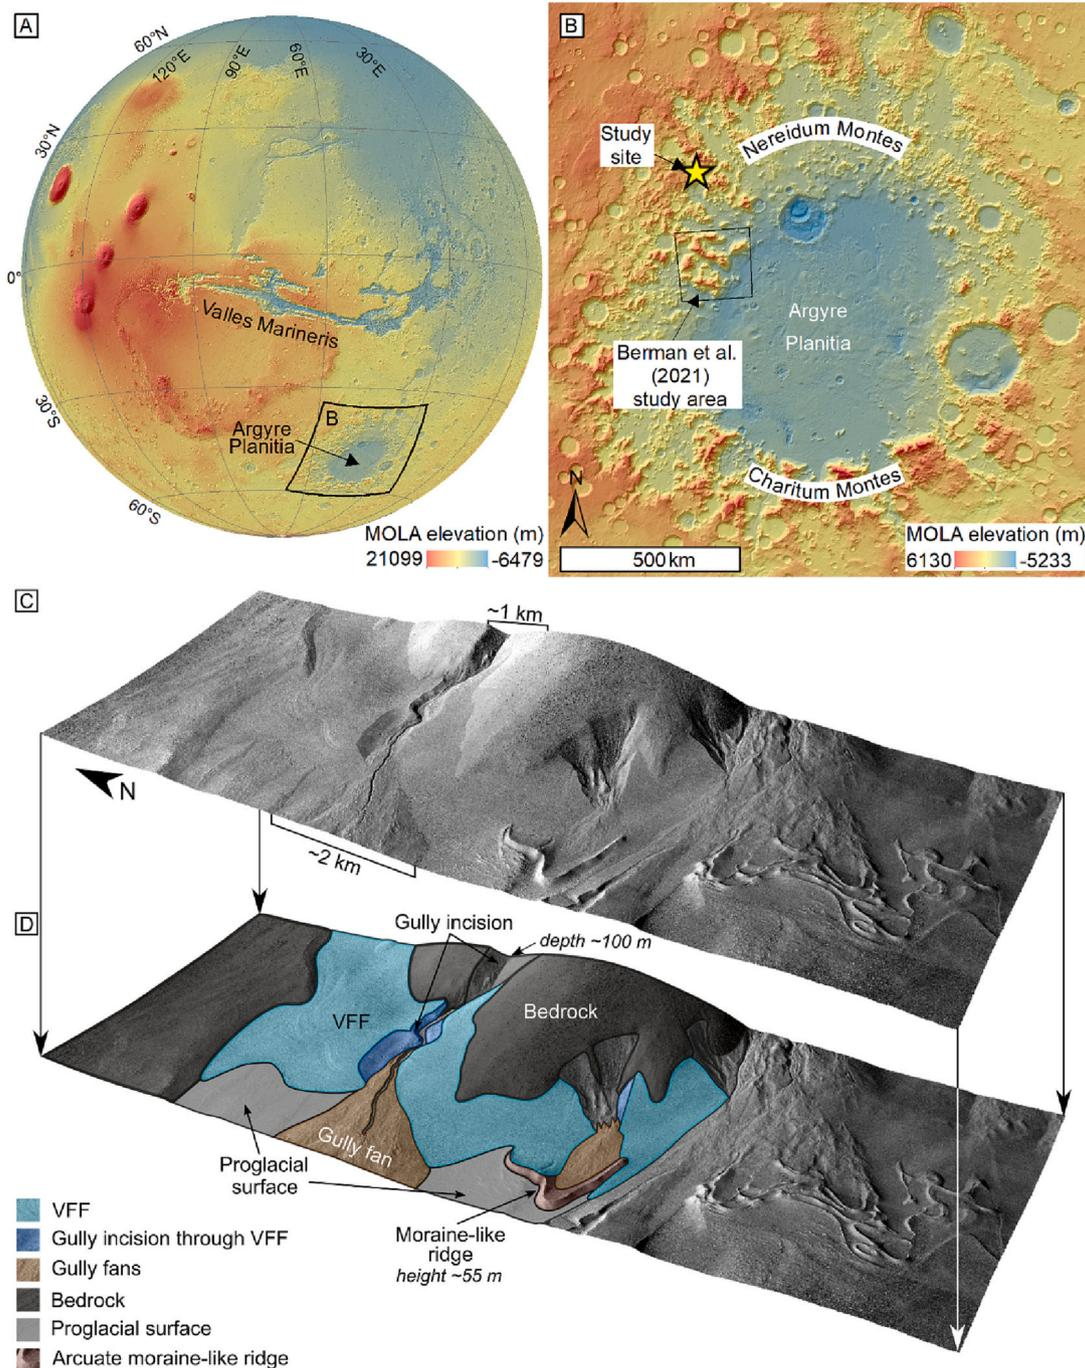 A
60°N
120°E
90°E
60°E
30°E
30°N
0°
Valles Marineris
30°S
B
Argyre
Planitia
60°S
MOLA elevation (m)
21099
-6479
B
Study
site
Nereidum Montes
Argyre
Planitia
Berman et al.
(2021)
study area
Charitum Montes
N
500 km
MOLA elevation (m)
6130
-5233
C
~1 km
N
~2 km
D
Gully incision
depth ~100 m
VFF
Bedrock
Gully fan
Proglacial
surface
Moraine-like
ridge
height ~55 m
VFF
Gully incision through VFF
Gully fans
Bedrock
Proglacial surface
Arcuate moraine-like ridge